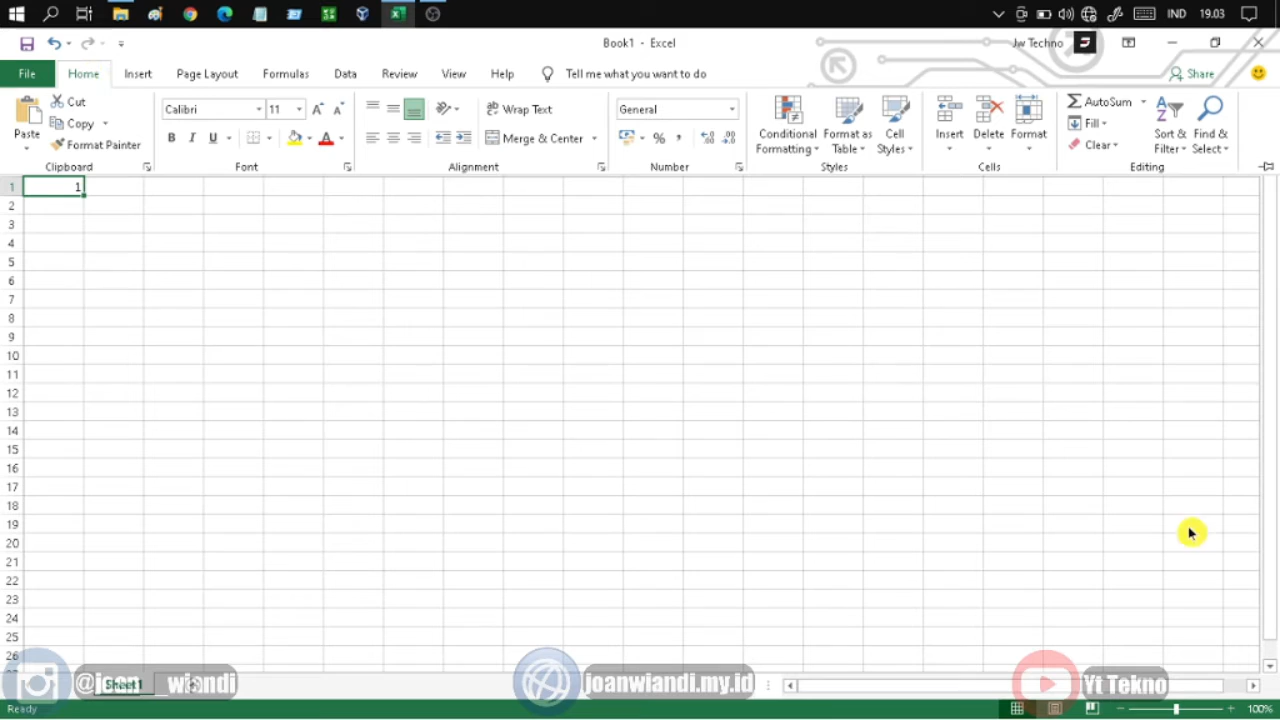 IND 19.03
Book1 - Excel
Jw Techno
File Home Insert Page Layout Formulas Data Review View Help Tell me what you want to do
Share
Paste
Cut
Copy
Format Painter
Clipboard
Calibri 11
B I U
Font
Wrap Text
Merge & Center
Alignment
General
%
Number
Conditional Formatting
Format as Table
Cell Styles
Styles
Insert
Delete
Format
Cells
AutoSum
Fill
Clear
Sort & Filter
Find & Select
Editing
1 1
2
3
4
5
6
7
8
9
10
11
12
13
14
15
16
17
18
19
20
21
22
23
24
25
26
Sheet1
joanwiandi.my.id
Yt Tekno
Ready
100%